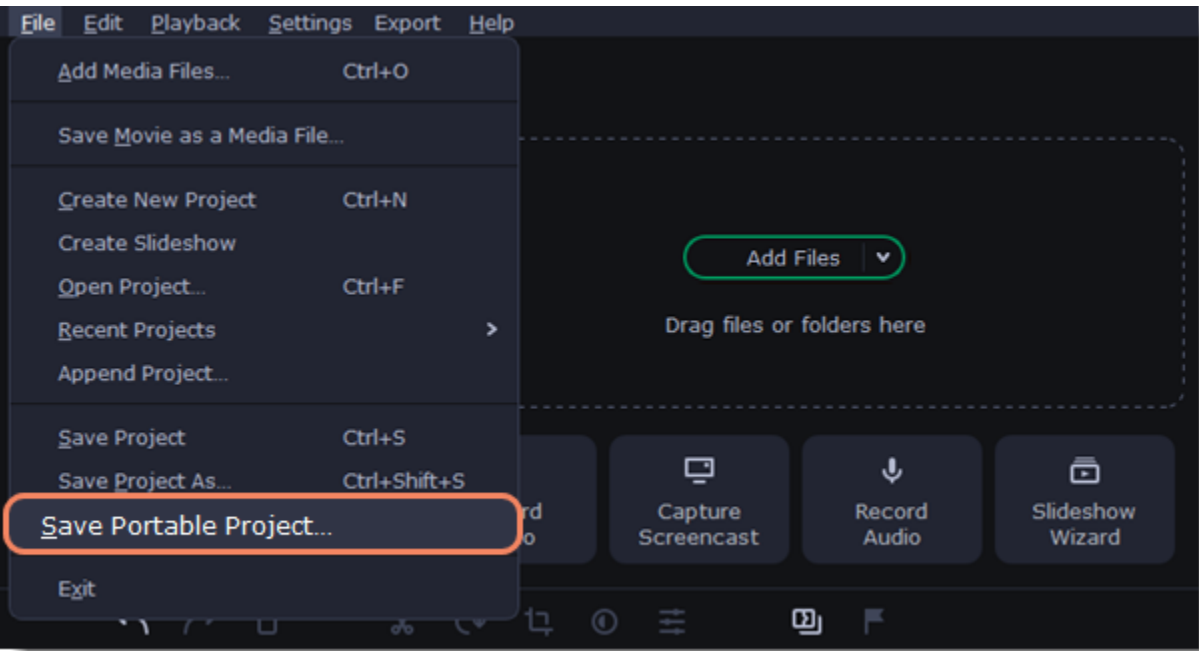 File Edit Playback Settings Export Help
Add Media Files... Ctrl+O
Save Movie as a Media File...
Create New Project Ctrl+N
Create Slideshow
Open Project... Ctrl+F
Recent Projects
Append Project...
Save Project Ctrl+S
Save Project As... Ctrl+Shift+S
Save Portable Project...
Exit
Add Files
Drag files or folders here
Capture
Screencast
Record
Audio
Slideshow
Wizard